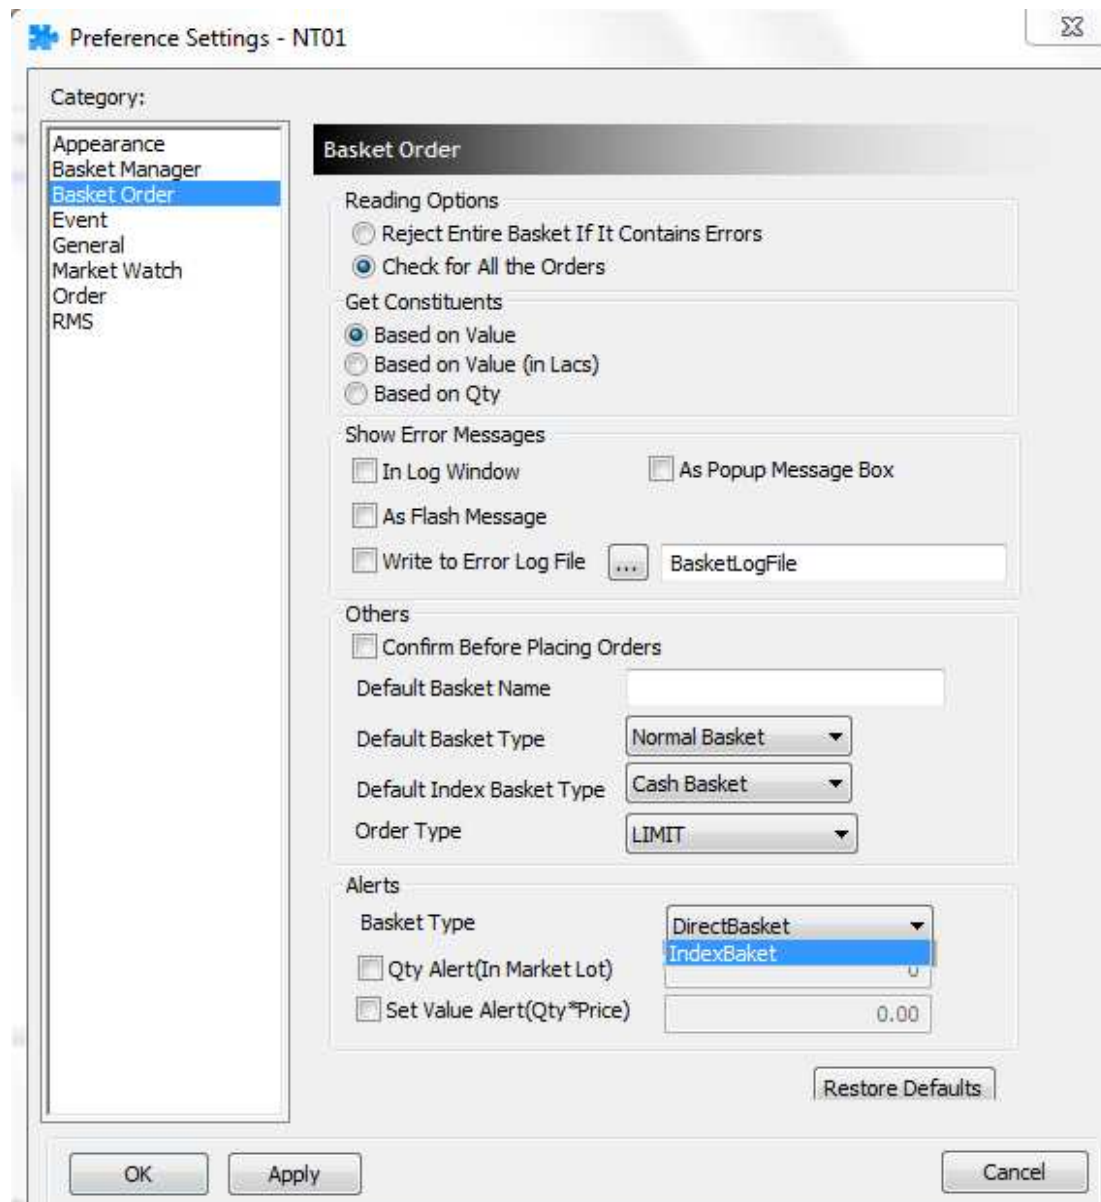 Preference Settings - NT01
Category:
Appearance
Basket Manager
Basket Order
Event
General
Market Watch
Order
RMS
Basket Order
Reading Options
Reject Entire Basket If It Contains Errors
Check for All the Orders
Get Constituents
Based on Value
Based on Value (in Lacs)
Based on Qty
Show Error Messages
In Log Window As Popup Message Box
As Flash Message
Write to Error Log File ... BasketLogFile
Others
Confirm Before Placing Orders
Default Basket Name
Default Basket Type Normal Basket
Default Index Basket Type Cash Basket
Order Type LIMIT
Alerts
Basket Type DirectBasket
IndexBaket
Qty Alert(In Market Lot) 0
Set Value Alert(Qty*Price) 0.00
Restore Defaults
OK Apply Cancel